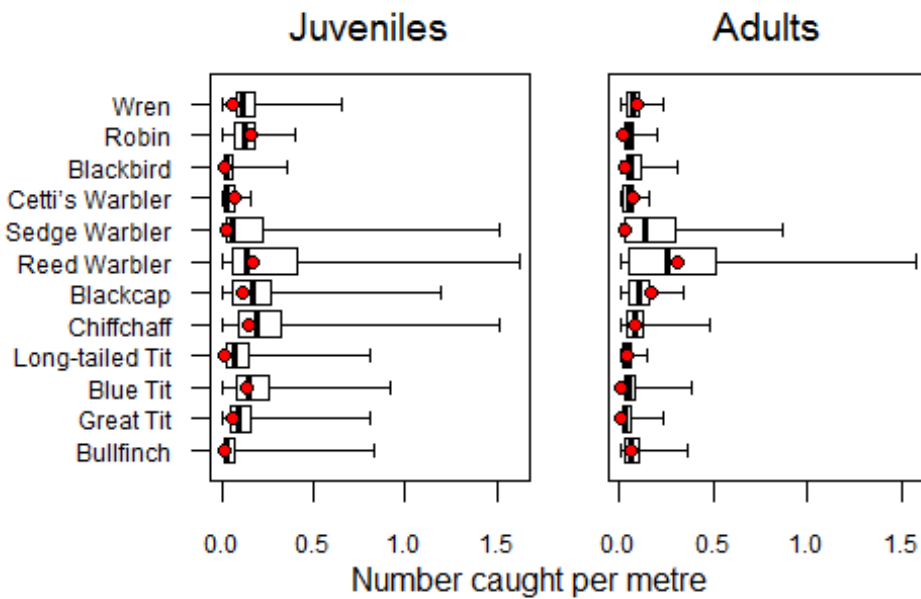 Juveniles Adults
Wren
Robin
Blackbird
Cetti's Warbler
Sedge Warbler
Reed Warbler
Blackcap
Chiffchaff
Long-tailed Tit
Blue Tit
Great Tit
Bullfinch
0.0 0.5 1.0 1.5 0.0 0.5 1.0 1.5
Number caught per metre